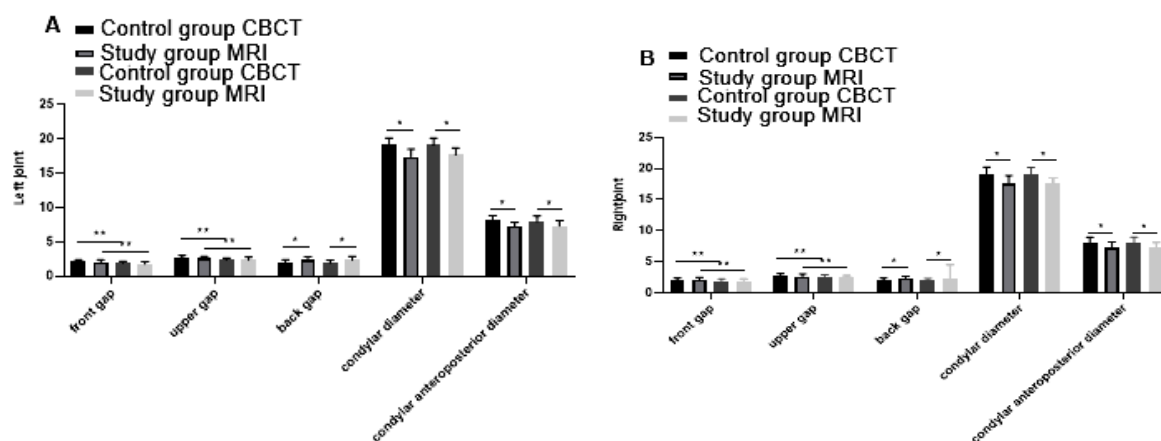 A
Control group CBCT
Study group MRI
Control group CBCT
Study group MRI
25
20
15
10
5
0
Left joint
** ** ** ** * * * * * *
front gap
upper gap
back gap
condylar diameter
condylar anteroposterior diameter
B
Control group CBCT
Study group MRI
Control group CBCT
Study group MRI
25
20
15
10
5
0
Rightjoint
** ** ** ** * * * * * *
front gap
upper gap
back gap
condylar diameter
condylar anteroposterior diameter